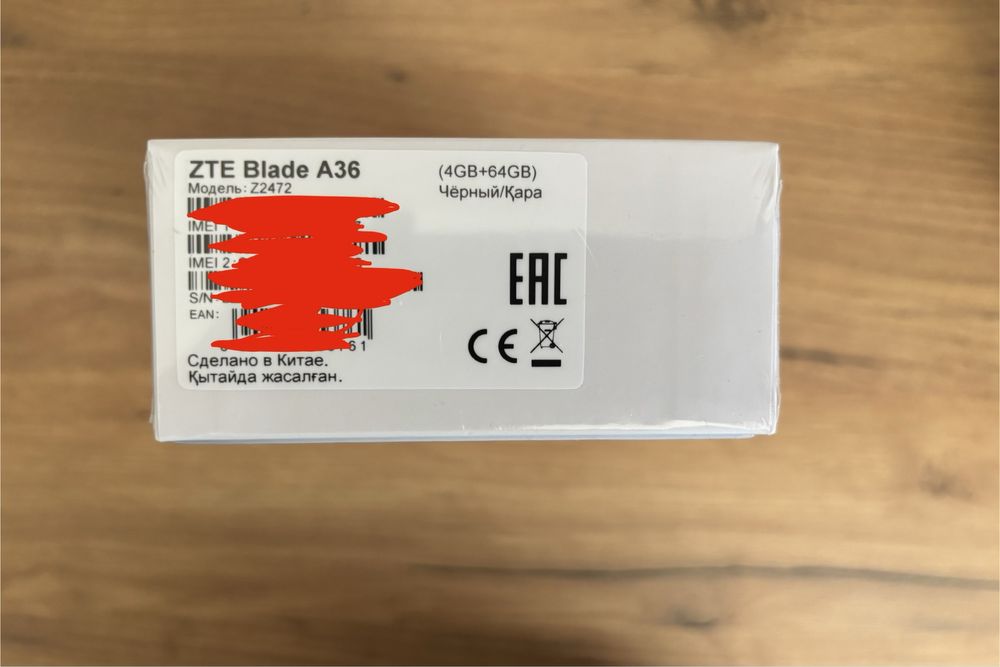 ZTE Blade A36
(4GB+64GB)
Модель: Z2472
Чёрный/Қара
IMEI 1
IMEI 2
S/N
EAN:
61
Сделано в Китае.
Қытайда жасалған.
EAC
CE